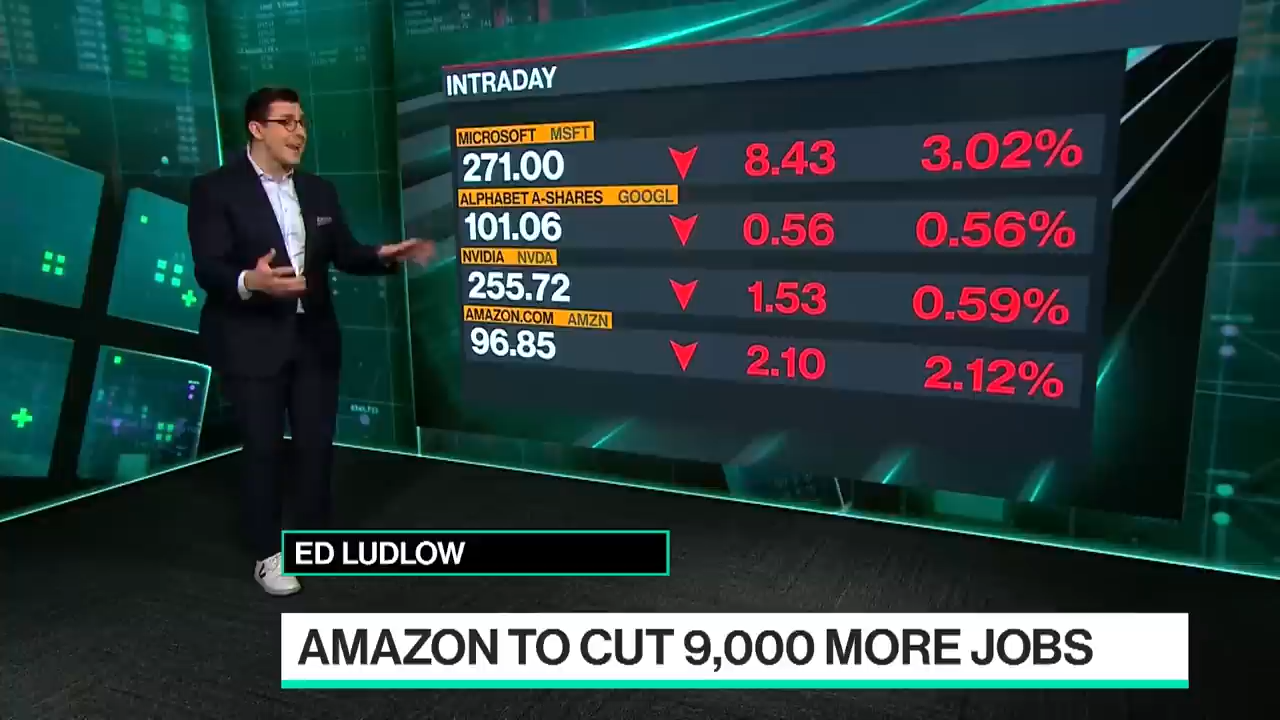 INTRADAY
MICROSOFT MSFT
271.00 8.43 3.02%
ALPHABET A-SHARES GOOGL
101.06 0.56 0.56%
NVIDIA NVDA
255.72 1.53 0.59%
AMAZON.COM AMZN
96.85 2.10 2.12%
ED LUDLOW
AMAZON TO CUT 9,000 MORE JOBS